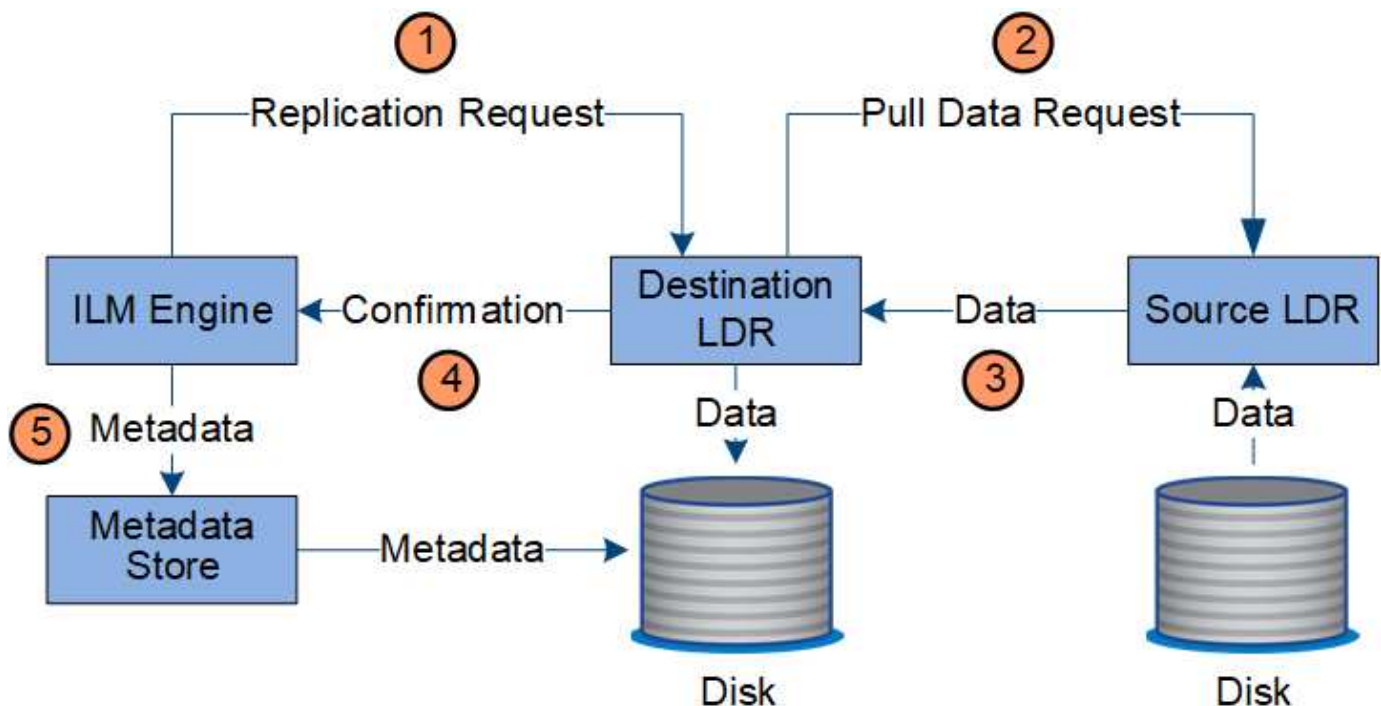 1
2
Replication Request
Pull Data Request
ILM Engine
Confirmation
Destination
LDR
Data
Source LDR
4
3
5
Metadata
Data
Data
Metadata
Store
Metadata
Disk
Disk